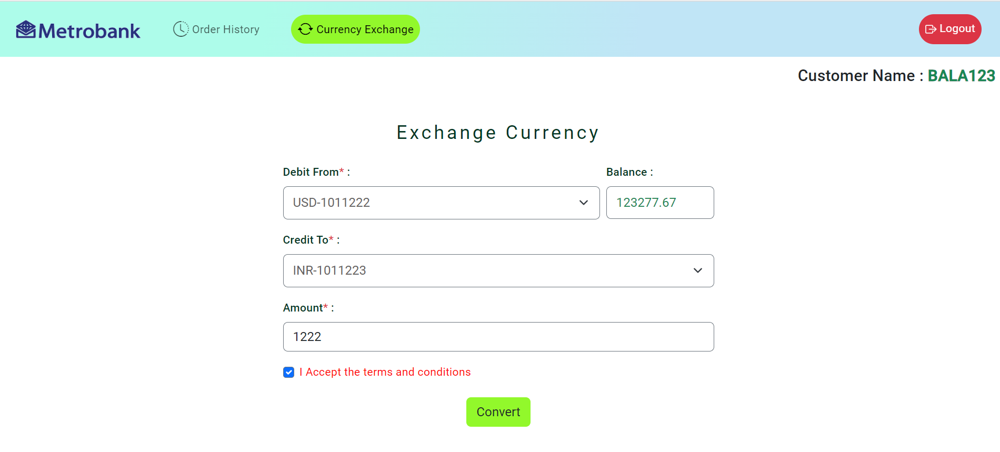 Metrobank
Order History
Currency Exchange
Logout
Customer Name : BALA123
Exchange Currency
Debit From* :
Balance :
USD-1011222
123277.67
Credit To* :
INR-1011223
Amount* :
1222
I Accept the terms and conditions
Convert